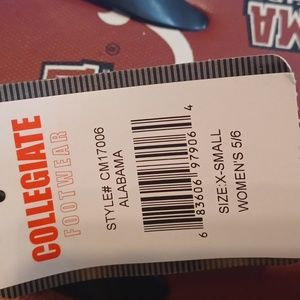 COLLEGIATE
FOOTWEAR
STYLE# CM17006
ALABAMA
6 83606 97906 4
SIZE:X-SMALL
WOMEN'S 5/6